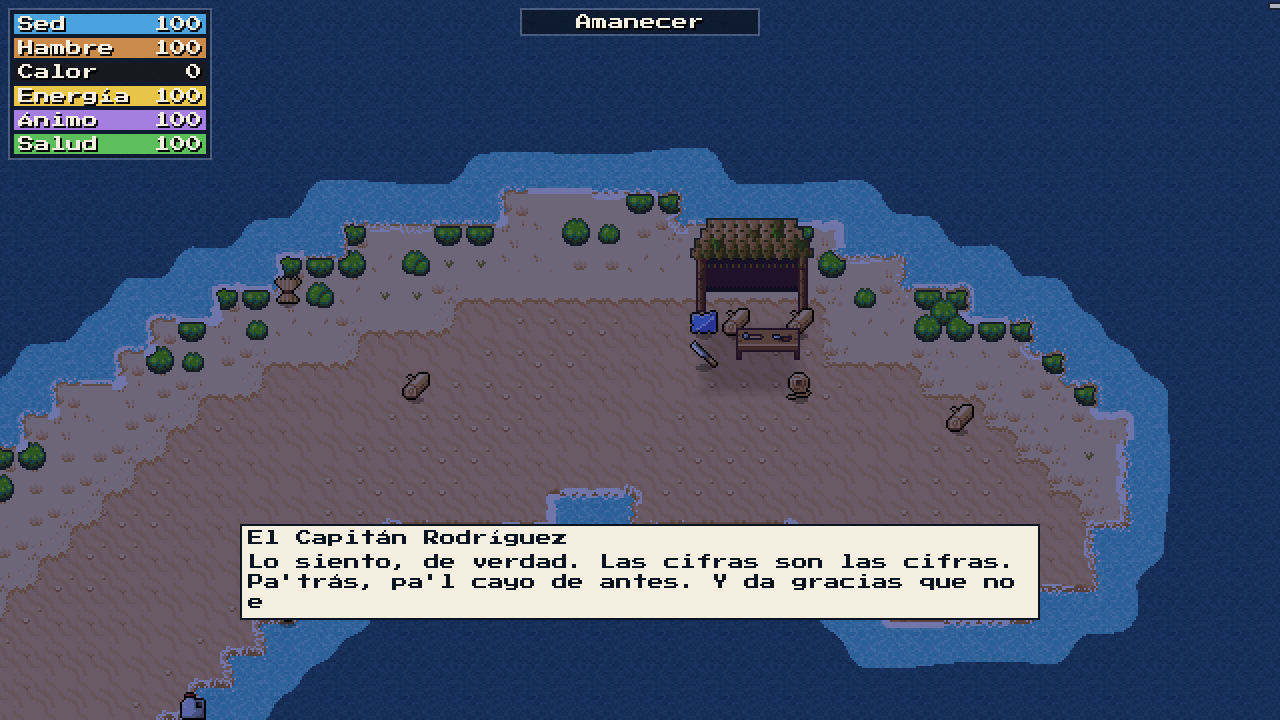 Sed 100
Hambre 100
Calor 0
Energía 100
Ánimo 100
Salud 100
Amanecer
El Capitán Rodríguez
Lo siento, de verdad. Las cifras son las cifras.
Pa'trás, pa'l cayo de antes. Y da gracias que no
e